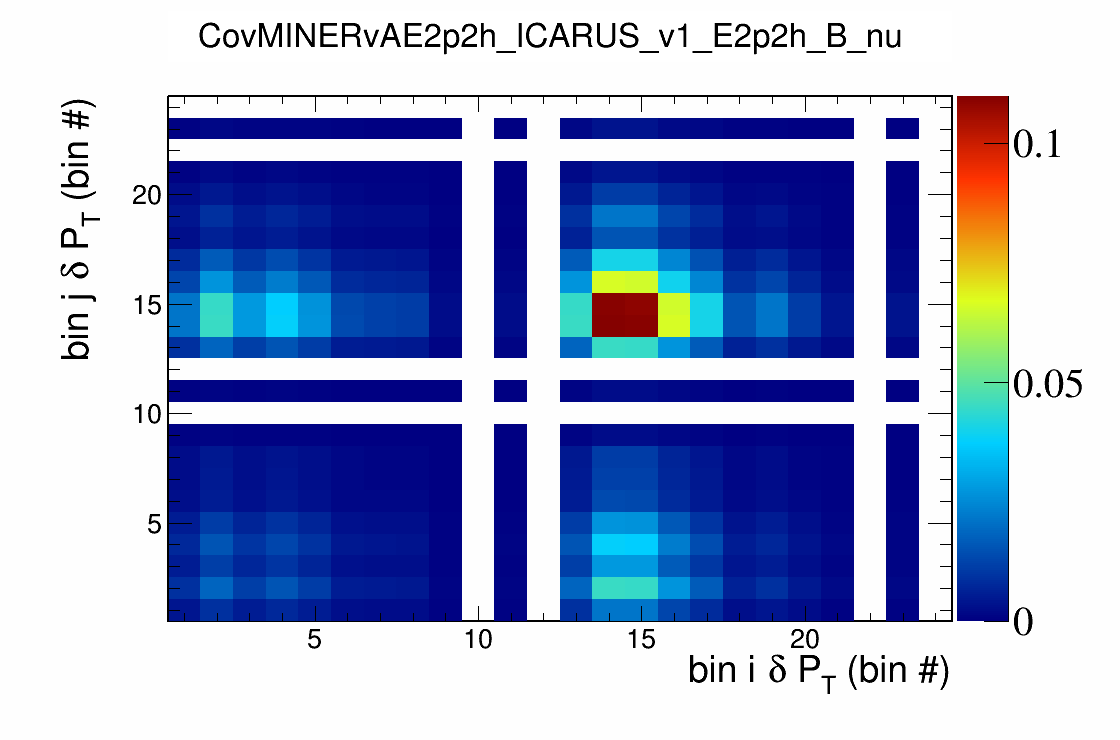 CovMINERvAE2p2h_ICARUS_v1_E2p2h_B_nu
bin j δ P_T (bin #)
20
15
10
5
5 10 15 20
bin i δ P_T (bin #)
0.1
0.05
0